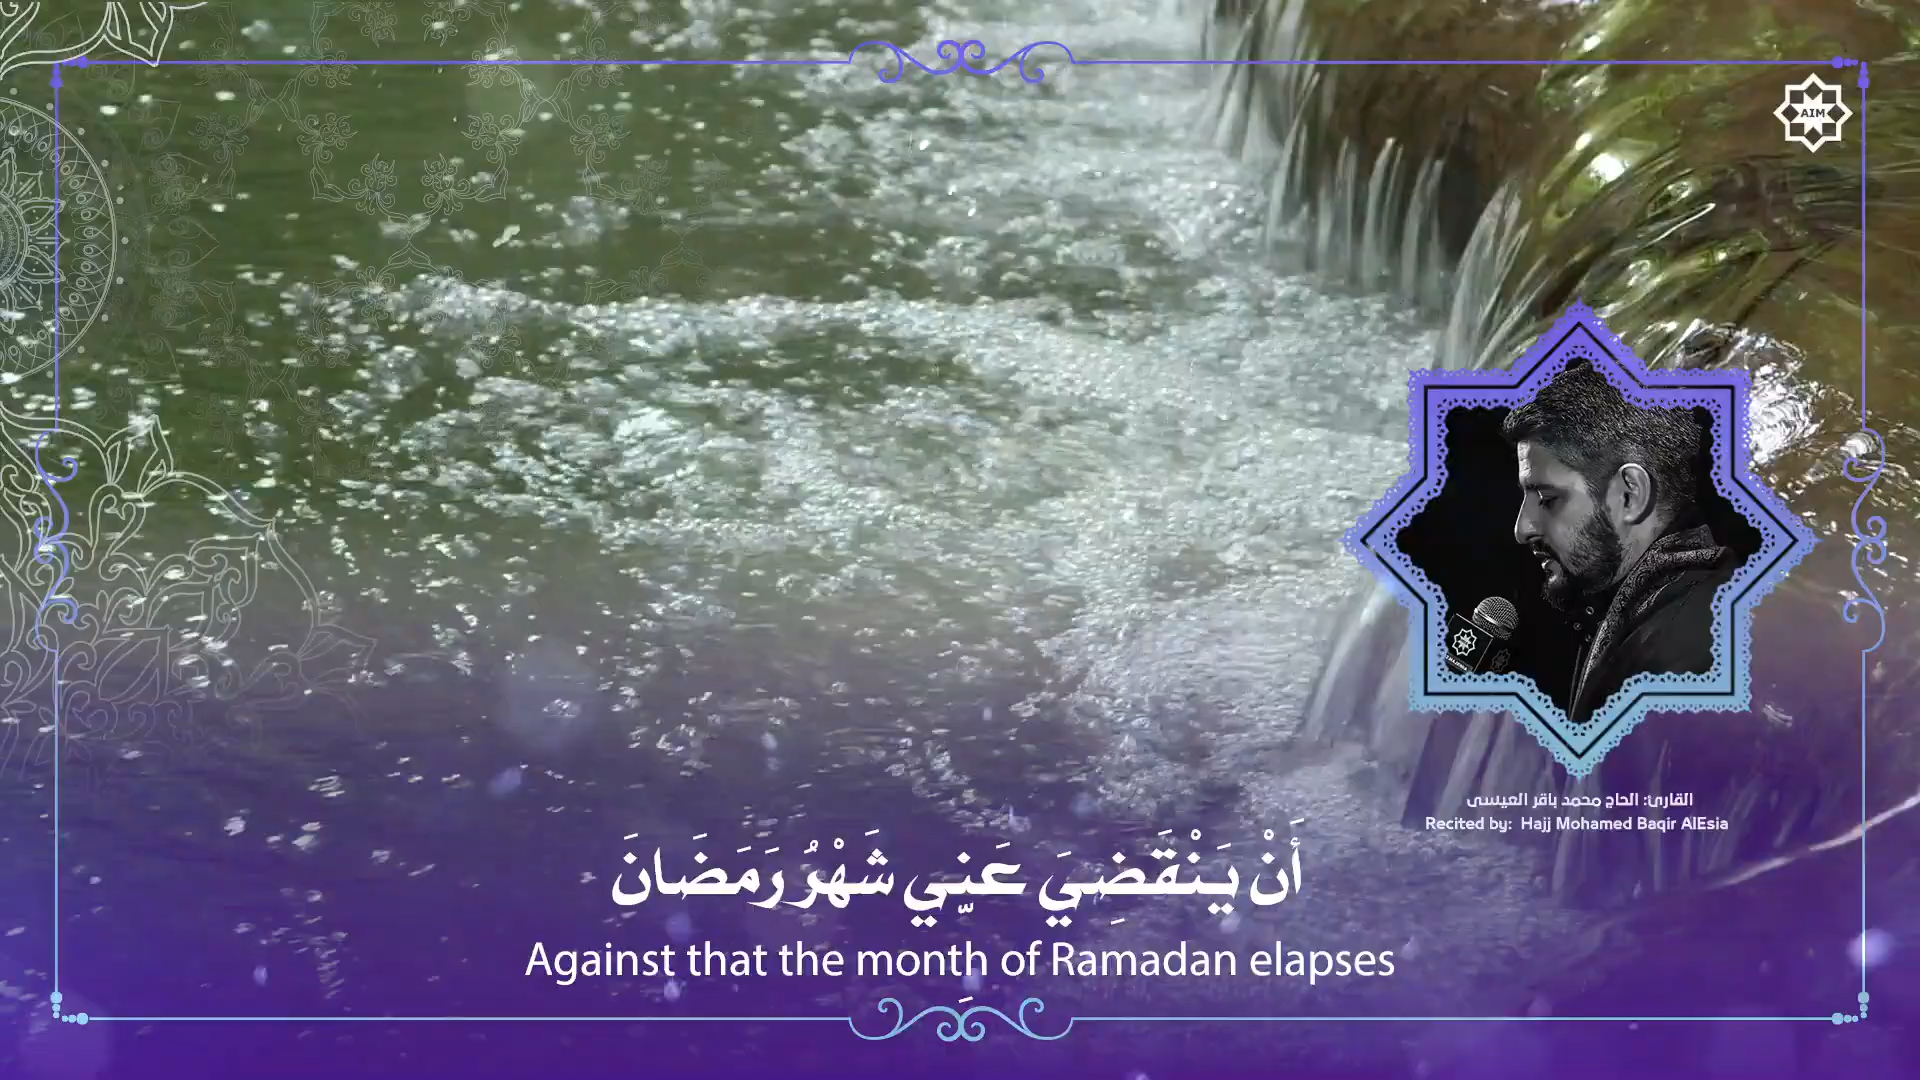 AIM
القارئ: الحاج محمد باقر العيسى
Recited by: Hajj Mohamed Baqir AlEsia
أَنْ يَنْقَضِيَ عَنِّي شَهْرُ رَمَضَانَ
Against that the month of Ramadan elapses